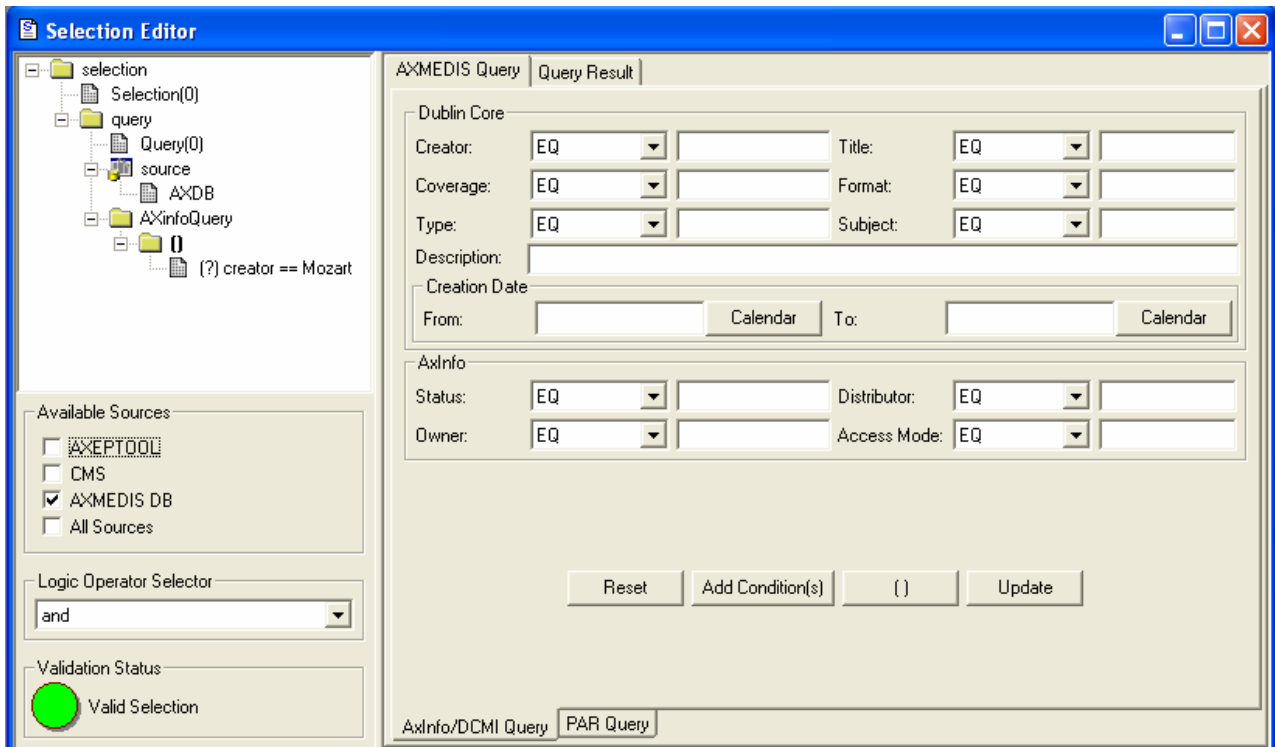 Selection Editor
selection
Selection(0)
query
Query(0)
source
AXDB
AXinfoQuery
()
(?) creator == Mozart
Available Sources
AXEPTOOL
CMS
AXMEDIS DB
All Sources
Logic Operator Selector
and
Validation Status
Valid Selection
AXMEDIS Query Query Result
Dublin Core
Creator: EQ Title: EQ
Coverage: EQ Format: EQ
Type: EQ Subject: EQ
Description:
Creation Date
From: Calendar To: Calendar
AxInfo
Status: EQ Distributor: EQ
Owner: EQ Access Mode: EQ
Reset Add Condition(s) () Update
AxInfo/DCMI Query PAR Query